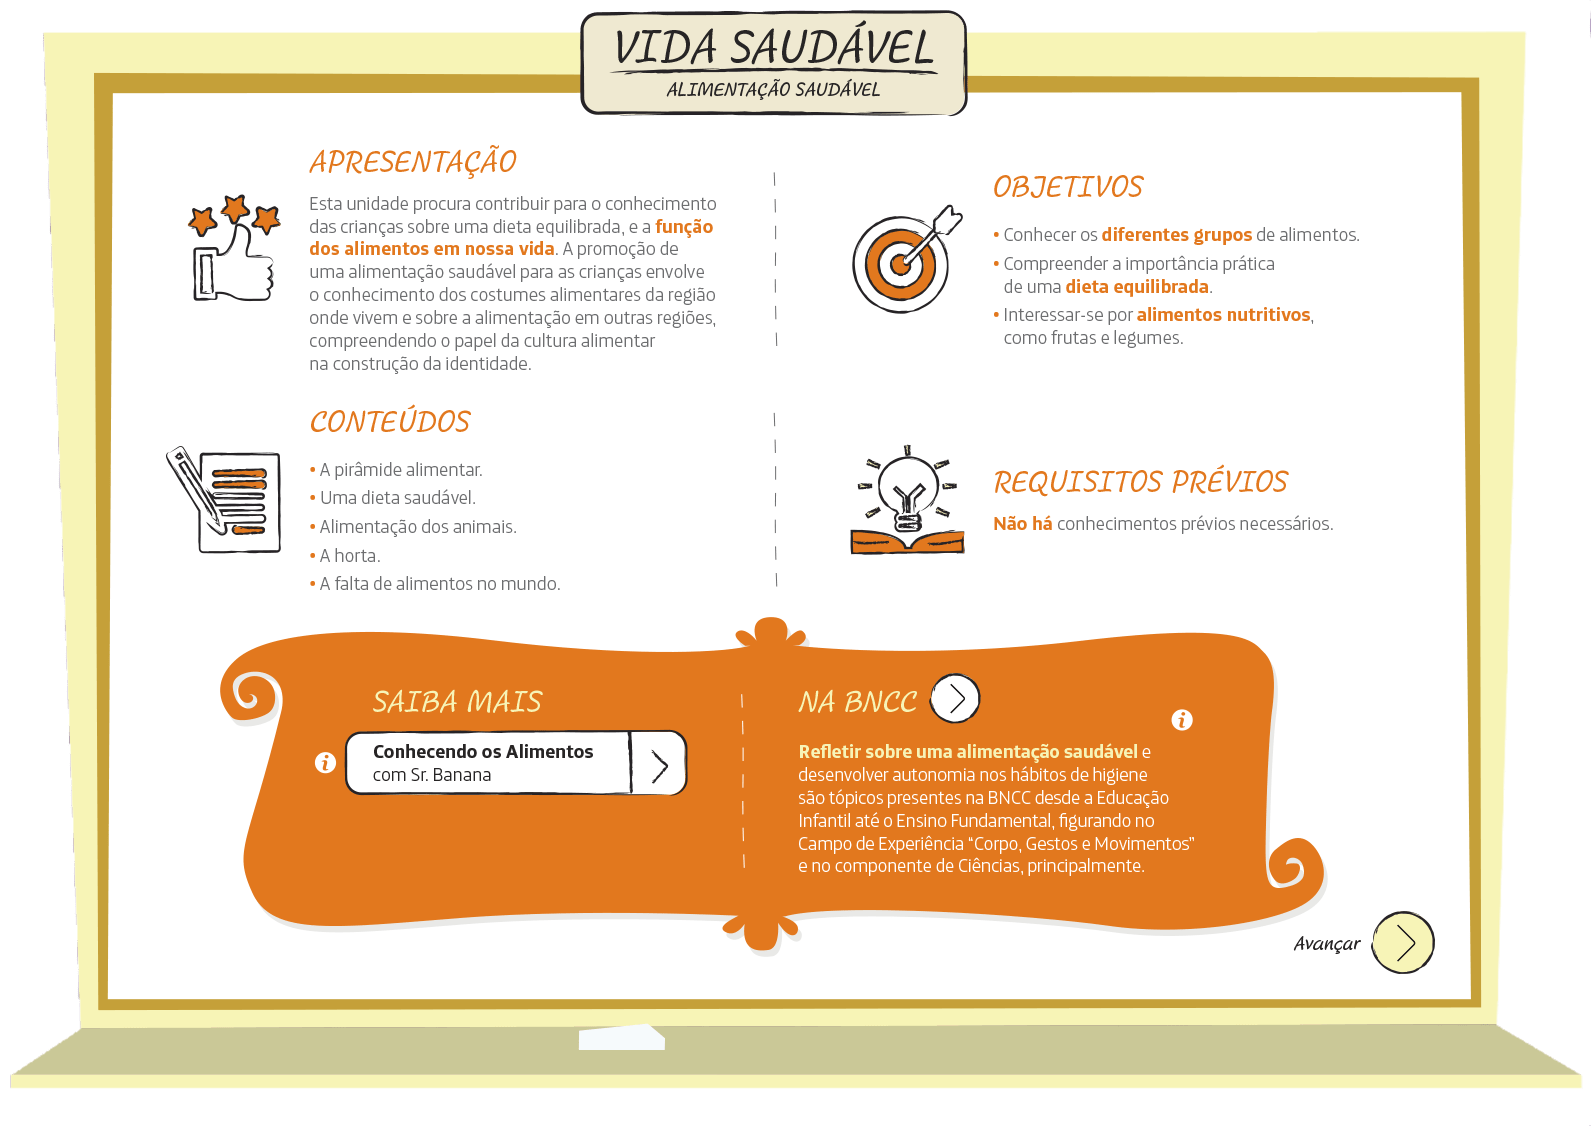 VIDA SAUDÁVEL
ALIMENTAÇÃO SAUDÁVEL
APRESENTAÇÃO
Esta unidade procura contribuir para o conhecimento
das crianças sobre uma dieta equilibrada, e a função
dos alimentos em nossa vida. A promoção de
uma alimentação saudável para as crianças envolve
o conhecimento dos costumes alimentares da região
onde vivem e sobre a alimentação em outras regiões,
compreendendo o papel da cultura alimentar
na construção da identidade.
OBJETIVOS
• Conhecer os diferentes grupos de alimentos.
• Compreender a importância prática
de uma dieta equilibrada.
• Interessar-se por alimentos nutritivos,
como frutas e legumes.
CONTEÚDOS
• A pirâmide alimentar.
• Uma dieta saudável.
• Alimentação dos animais.
• A horta.
• A falta de alimentos no mundo.
REQUISITOS PRÉVIOS
Não há conhecimentos prévios necessários.
SAIBA MAIS
i
Conhecendo os Alimentos
com Sr. Banana
NA BNCC
i
Refletir sobre uma alimentação saudável e
desenvolver autonomia nos hábitos de higiene
são tópicos presentes na BNCC desde a Educação
Infantil até o Ensino Fundamental, figurando no
Campo de Experiência “Corpo, Gestos e Movimentos”
e no componente de Ciências, principalmente.
Avançar